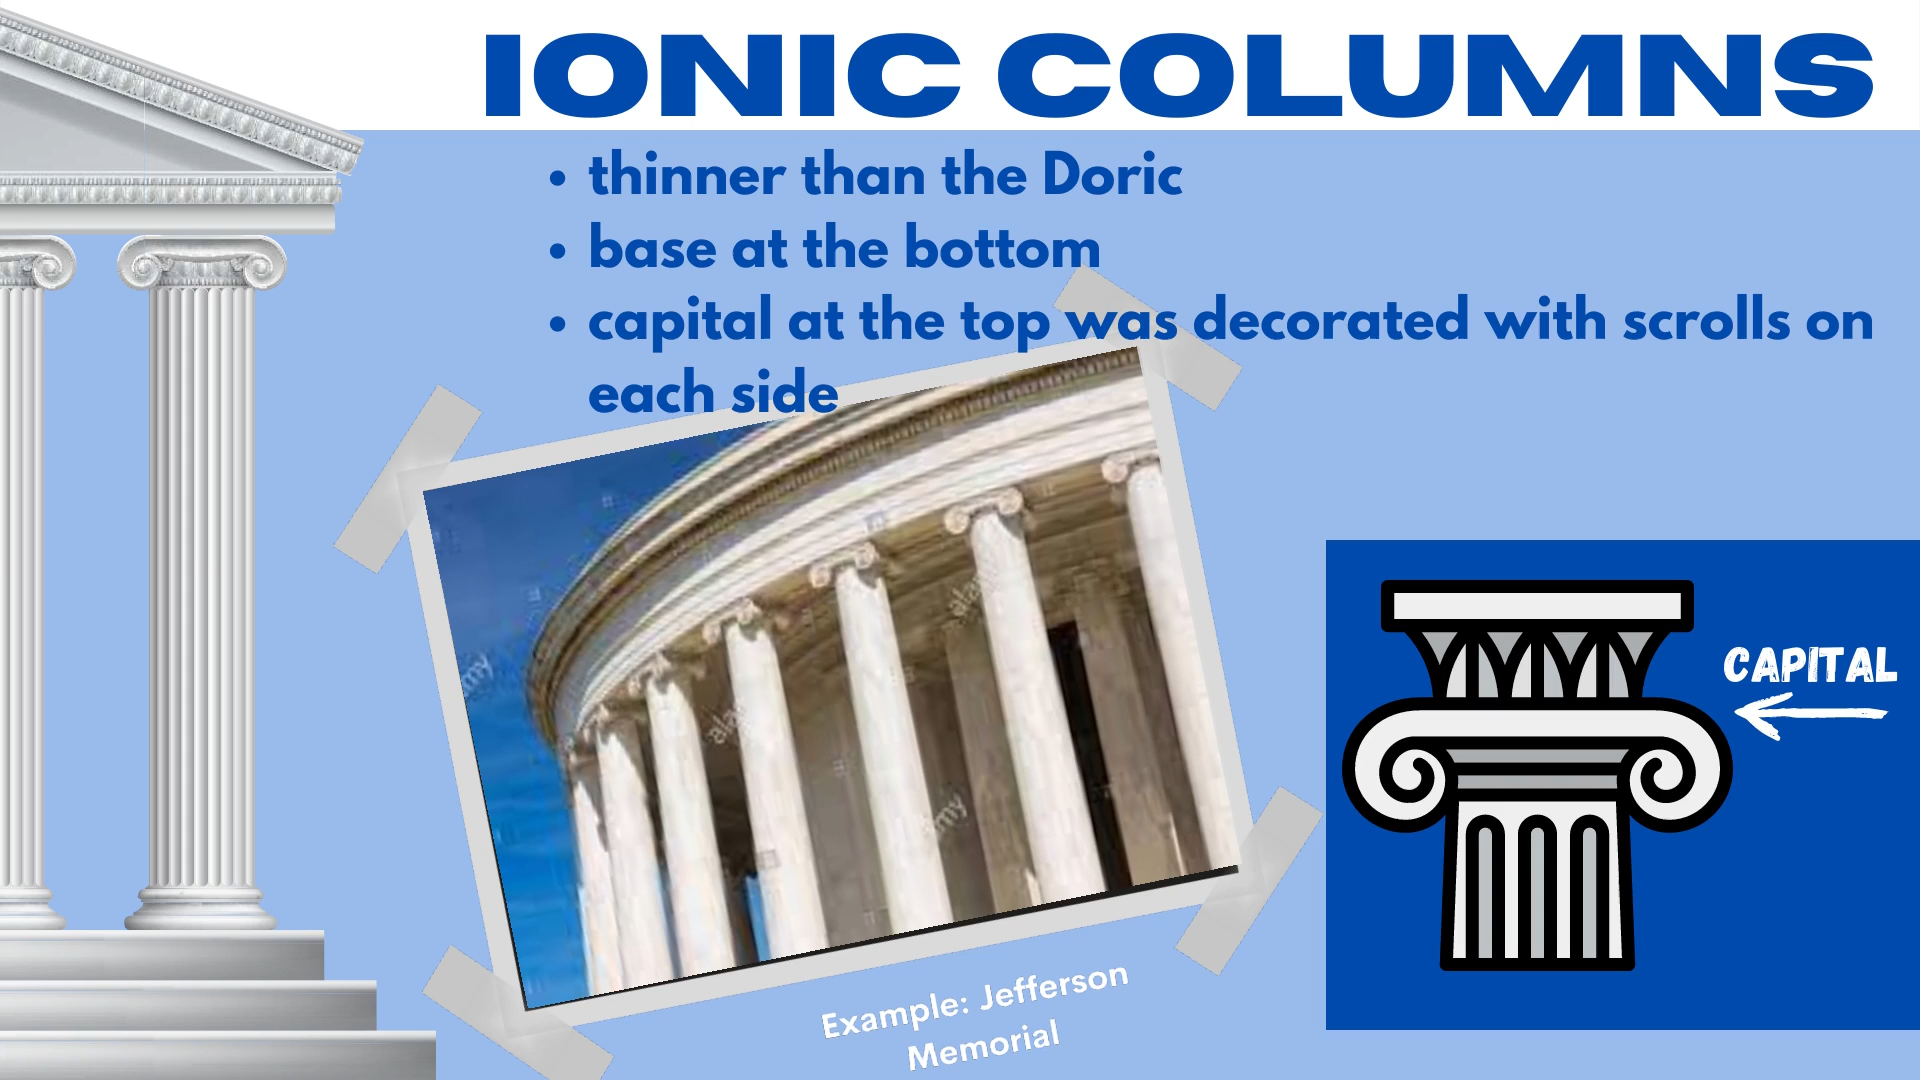 IONIC COLUMNS
• thinner than the Doric
• base at the bottom
• capital at the top was decorated with scrolls on
each side
CAPITAL
Example: Jefferson
Memorial